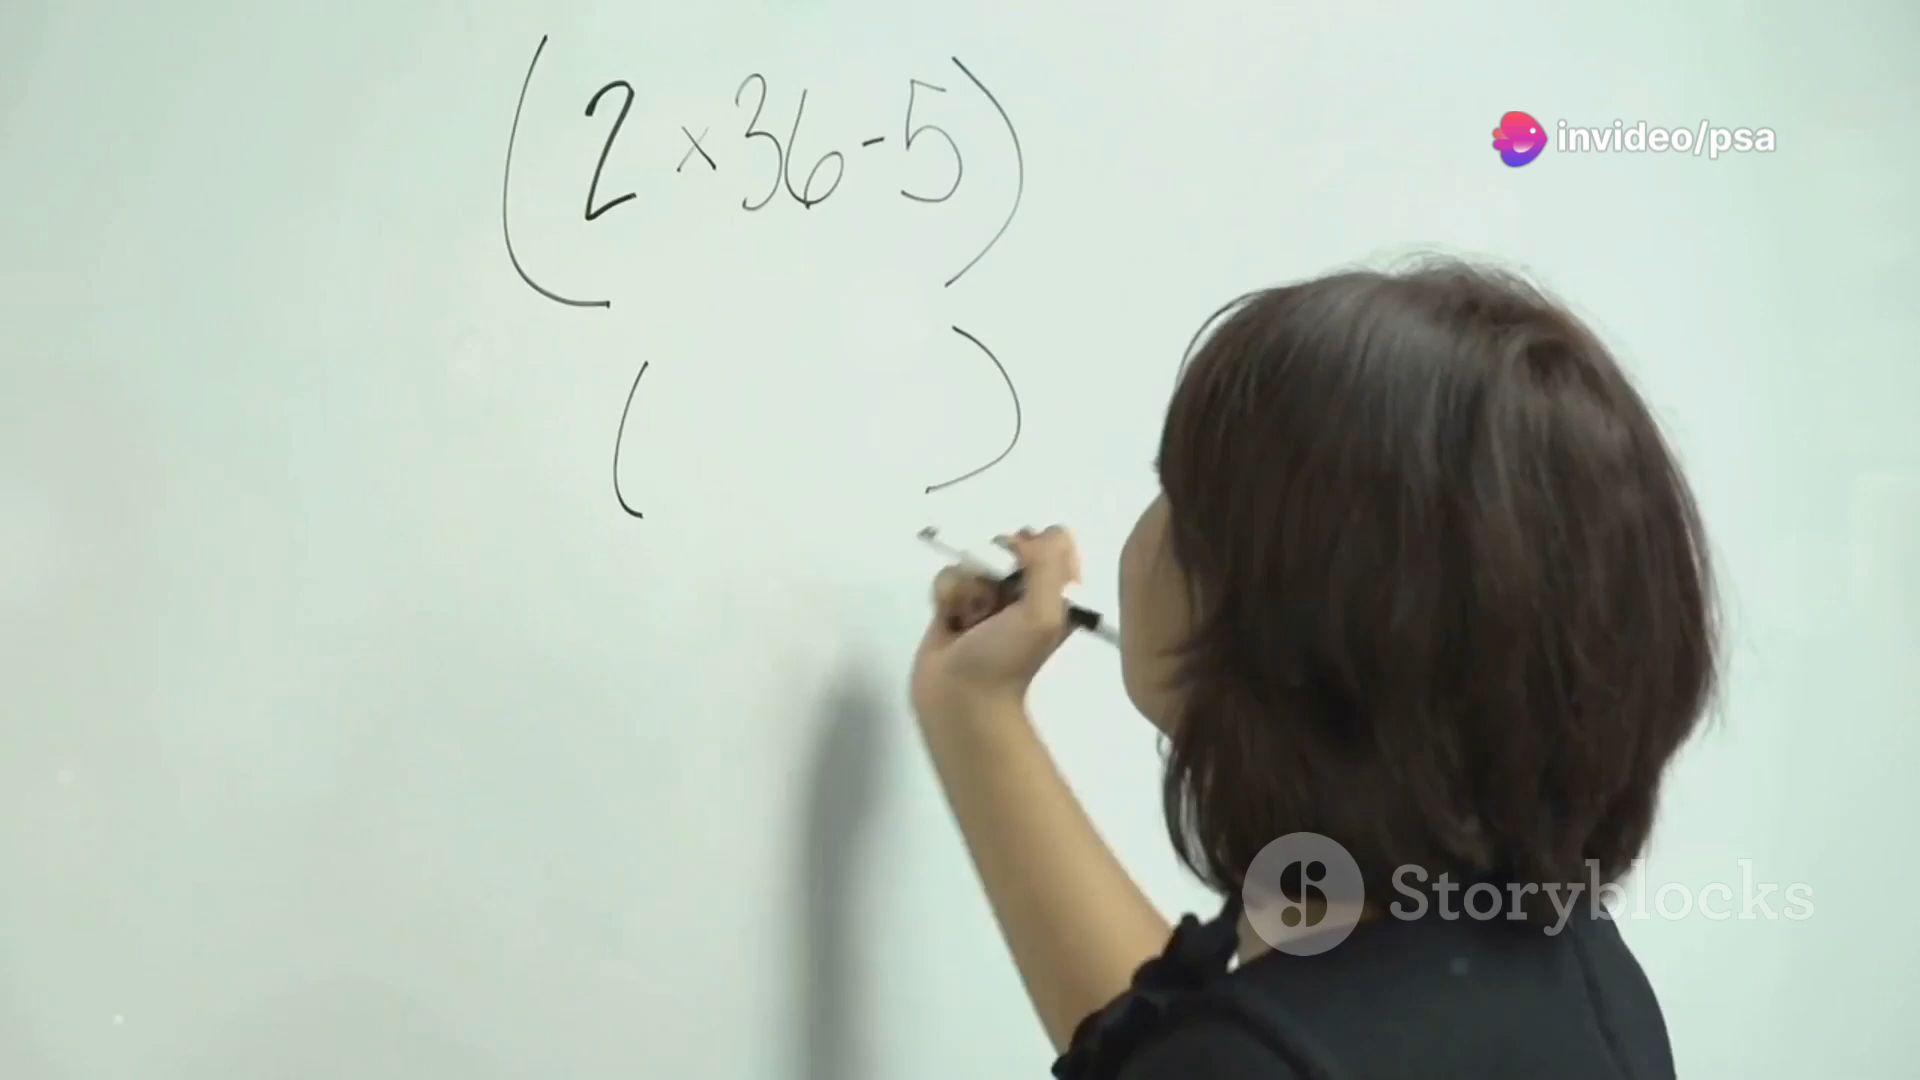 (2 × 36 - 5)
invideo/psa
( )
Storyblocks